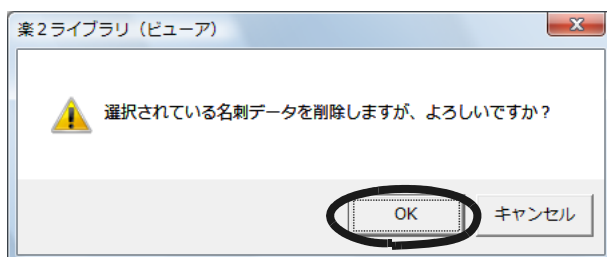 楽２ライブラリ（ビューア）
選択されている名刺データを削除しますが、よろしいですか？
OK
キャンセル